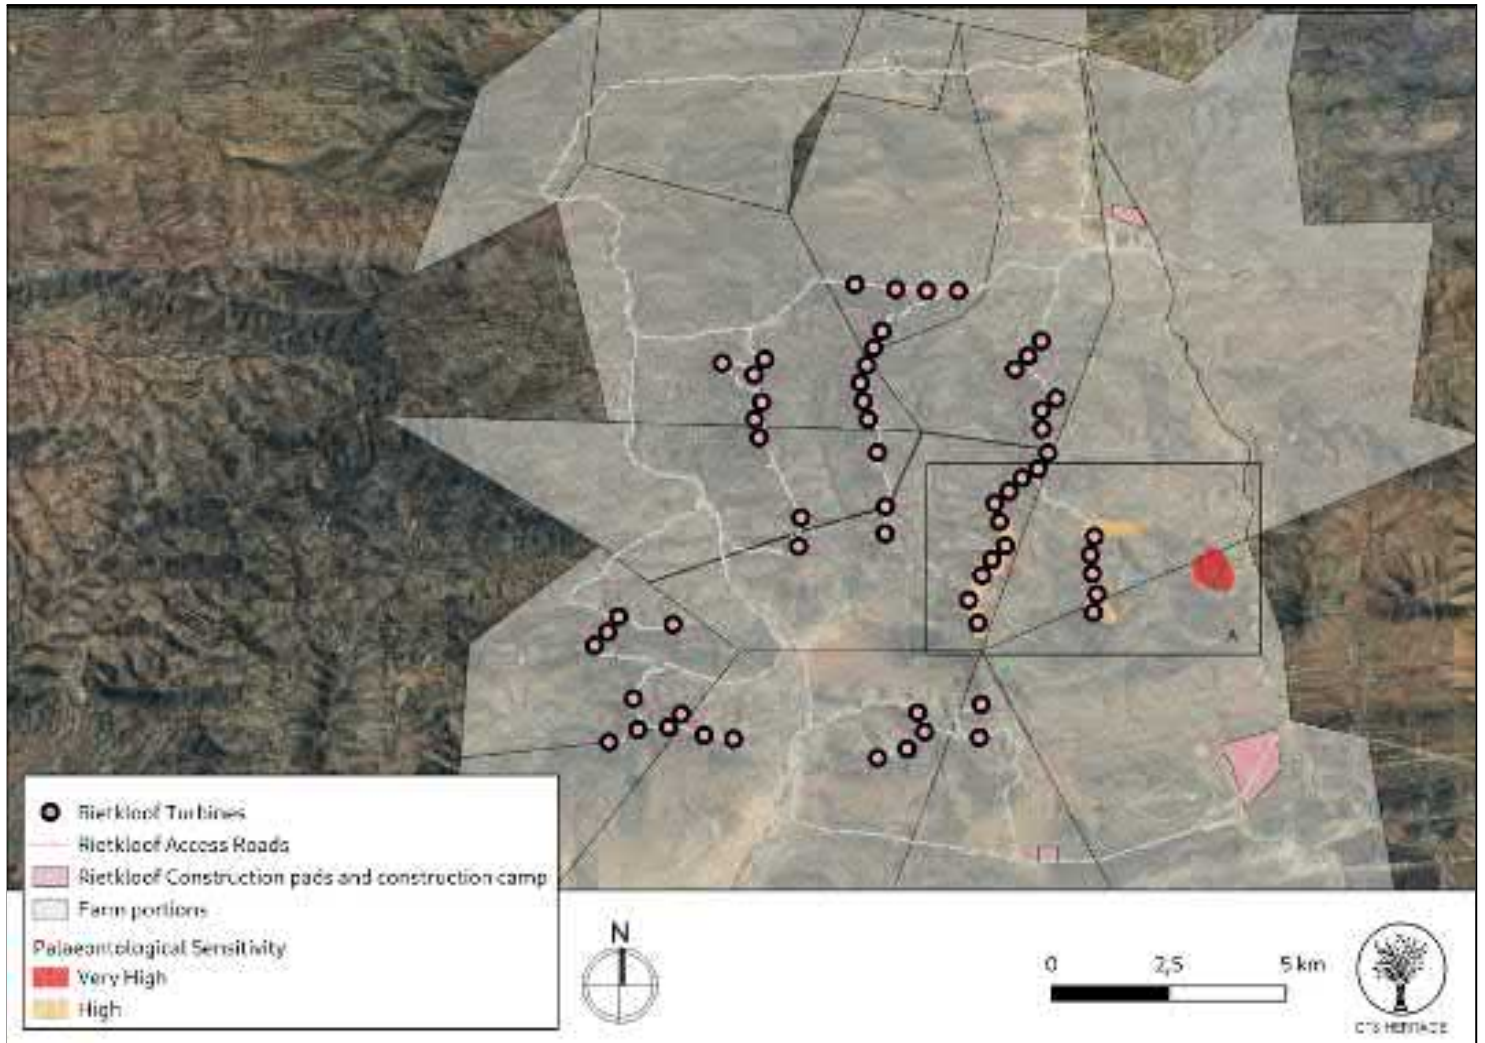 A
Rietkloof Turbines
Rietkloof Access Roads
Rietkloof Construction pads and construction camp
Farm portions
Palaeontological Sensitivity
Very High
High
N
0 2,5 5 km
CTS HERITAGE